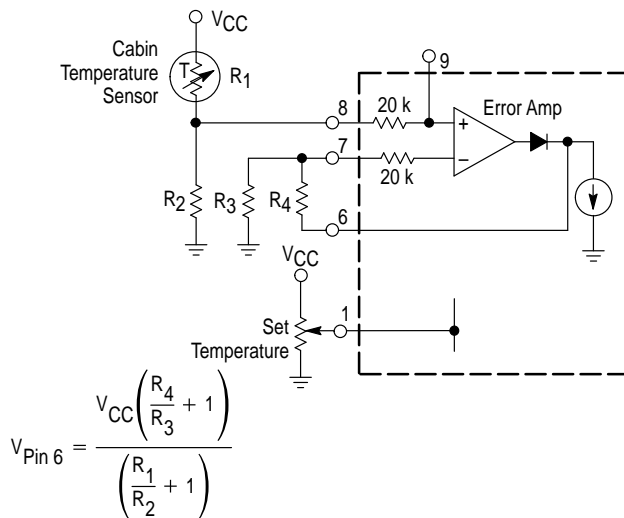 VCC
Cabin
Temperature
Sensor
T
R1
9
8
20 k
Error Amp
+
7
–
20 k
R2
R3
R4
6
VCC
1
Set
Temperature
VPin 6 = VCC(R4/R3 + 1) / (R1/R2 + 1)